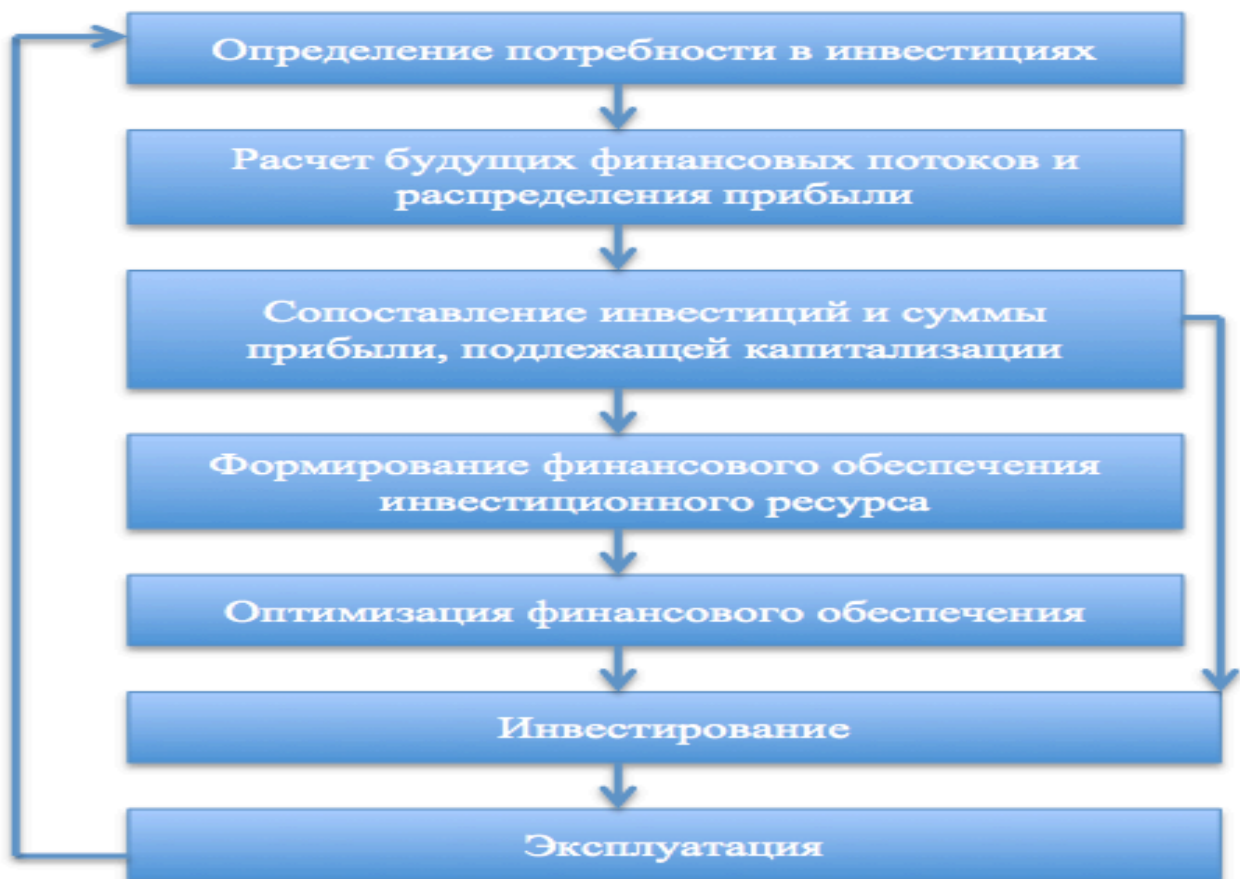 Определение потребности в инвестициях
Расчет будущих финансовых потоков и
распределения прибыли
Сопоставление инвестиций и суммы
прибыли, подлежащей капитализации
Формирование финансового обеспечения
инвестиционного ресурса
Оптимизация финансового обеспечения
Инвестирование
Эксплуатация